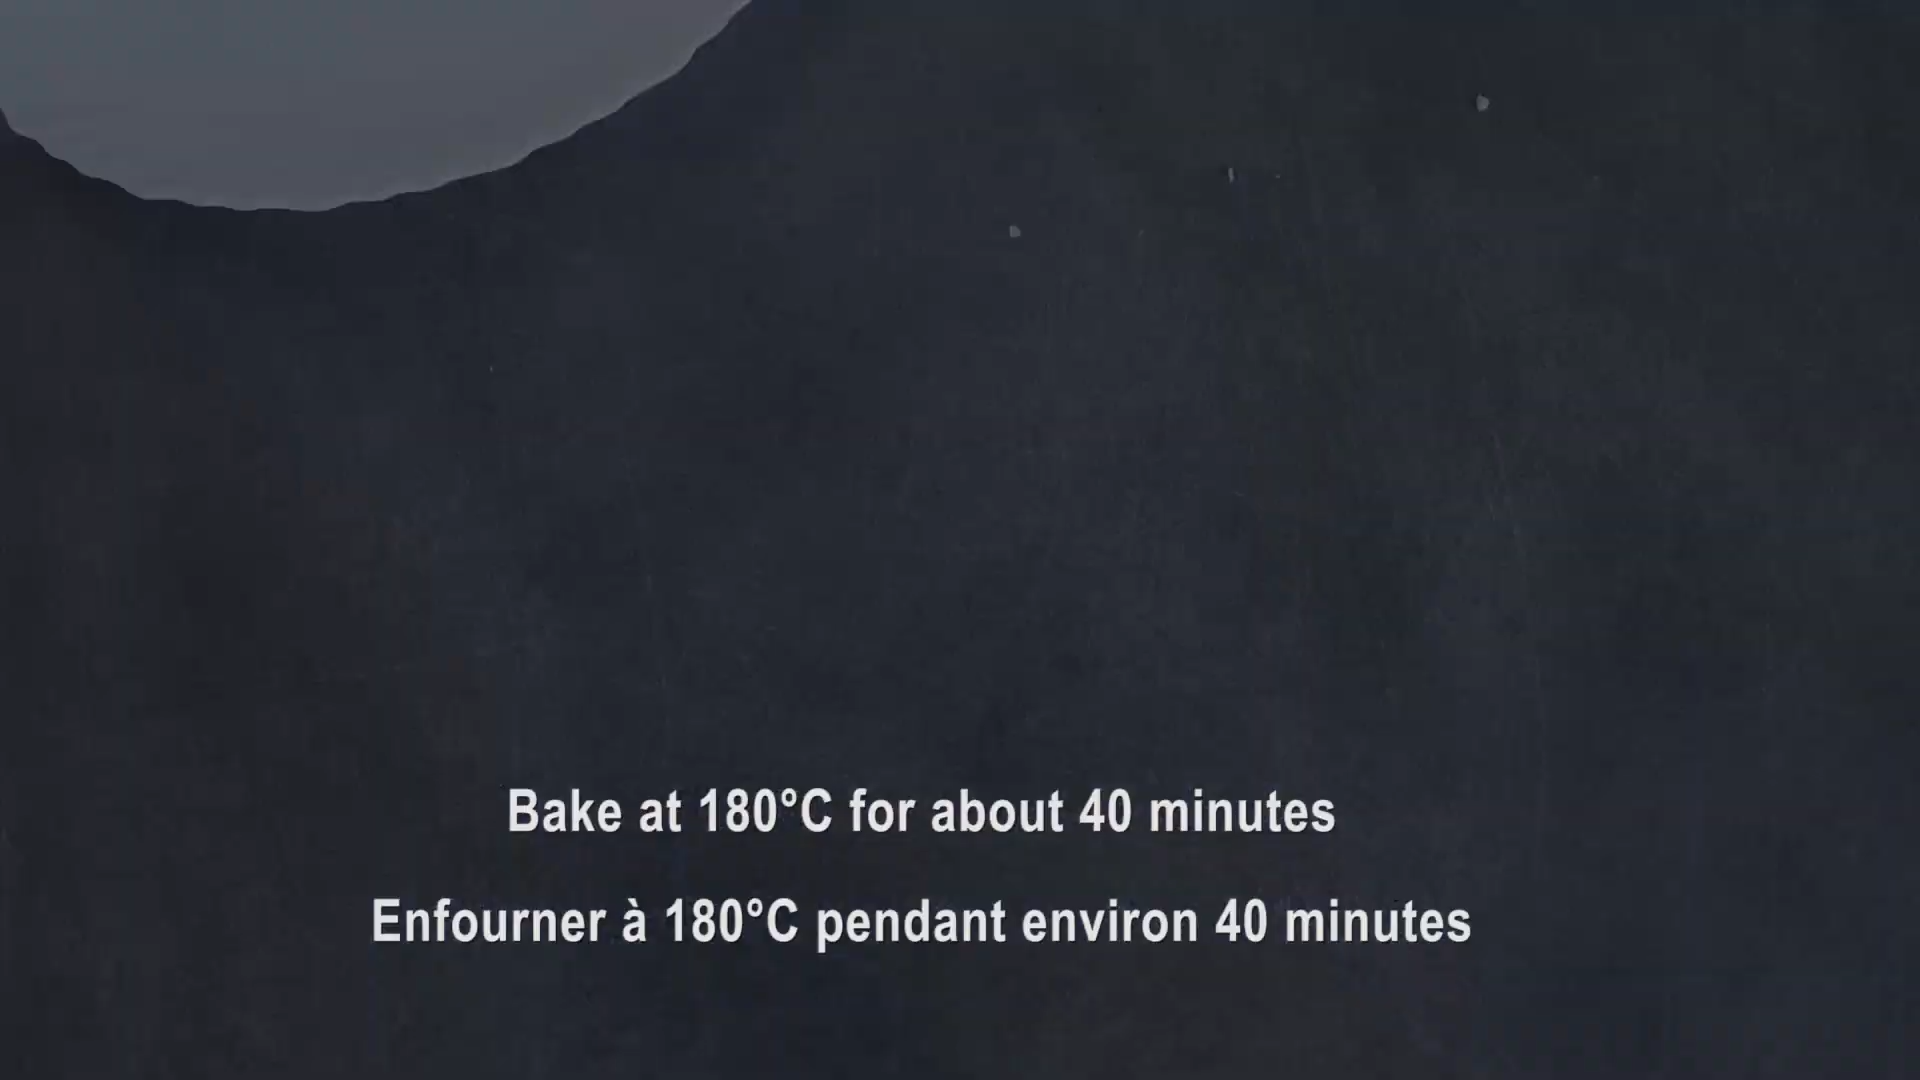 Bake at 180°C for about 40 minutes
Enfourner à 180°C pendant environ 40 minutes